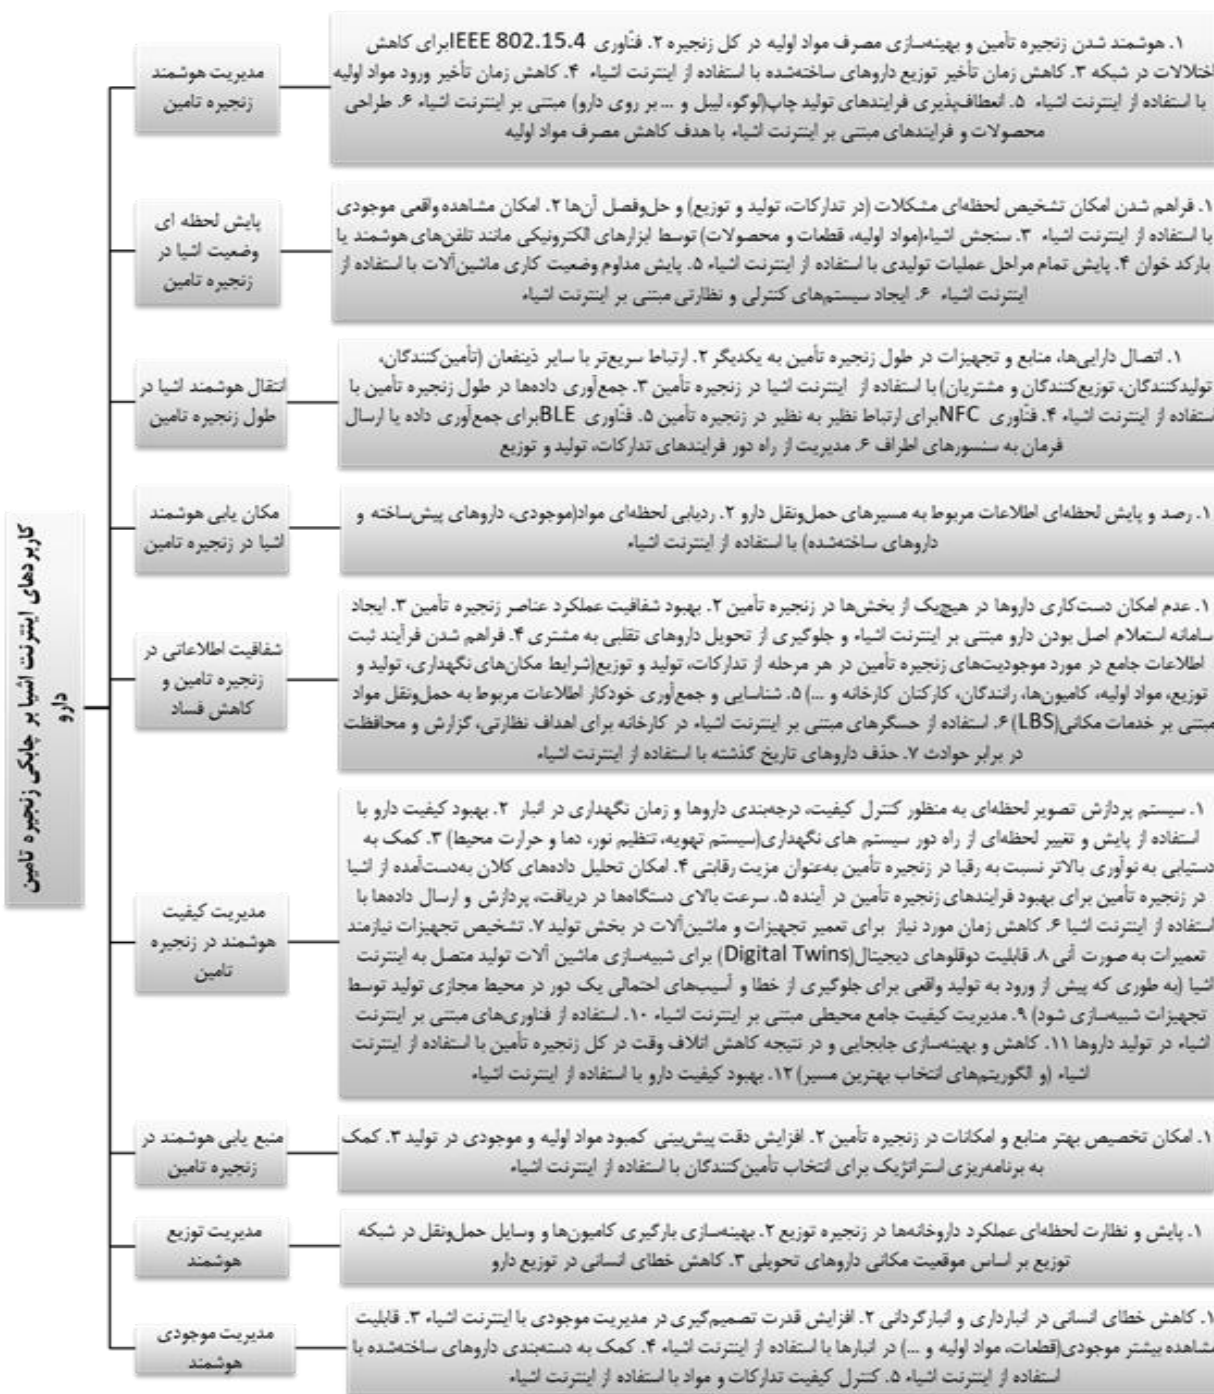 کاربردهای اینترنت اشیا بر چابکی زنجیره تامین
دارو
مدیریت هوشمند
زنجیره تامین
۱. هوشمند شدن زنجیره تأمین و بهینه‌سازی مصرف مواد اولیه در کل زنجیره ۲. فنّاوری IEEE 802.15.4برای کاهش
اختلالات در شبکه ۳. کاهش زمان تأخیر توزیع داروهای ساخته‌شده با استفاده از اینترنت اشیاء ۴. کاهش زمان تأخیر ورود مواد اولیه
با استفاده از اینترنت اشیاء ۵. انعطاف‌پذیری فرایندهای تولید چاپ(لوگو، لیبل و ... بر روی دارو) مبتنی بر اینترنت اشیاء ۶. طراحی
محصولات و فرایندهای مبتنی بر اینترنت اشیاء با هدف کاهش مصرف مواد اولیه
پایش لحظه ای
وضعیت اشیا در
زنجیره تامین
۱. فراهم شدن امکان تشخیص لحظه‌ای مشکلات (در تدارکات، تولید و توزیع) و حل‌وفصل آن‌ها ۲. امکان مشاهده واقعی موجودی
با استفاده از اینترنت اشیاء ۳. سنجش اشیاء(مواد اولیه، قطعات و محصولات) توسط ابزارهای الکترونیکی مانند تلفن‌های هوشمند یا
بارکد خوان ۴. پایش تمام مراحل عملیات تولیدی با استفاده از اینترنت اشیاء ۵. پایش مداوم وضعیت کاری ماشین‌آلات با استفاده از
اینترنت اشیاء ۶. ایجاد سیستم‌های کنترلی و نظارتی مبتنی بر اینترنت اشیاء
انتقال هوشمند اشیا در
طول زنجیره تامین
۱. اتصال دارایی‌ها، منابع و تجهیزات در طول زنجیره تأمین به یکدیگر ۲. ارتباط سریع‌تر با سایر ذینفعان (تأمین‌کنندگان،
تولیدکنندگان، توزیع‌کنندگان و مشتریان) با استفاده از اینترنت اشیا در زنجیره تأمین ۳. جمع‌آوری داده‌ها در طول زنجیره تأمین با
استفاده از اینترنت اشیاء ۴. فنّاوری NFCبرای ارتباط نظیر به نظیر در زنجیره تأمین ۵. فنّاوری BLEبرای جمع‌آوری داده یا ارسال
فرمان به سنسورهای اطراف ۶. مدیریت از راه دور فرایندهای تدارکات، تولید و توزیع
مکان یابی هوشمند
اشیا در زنجیره تامین
۱. رصد و پایش لحظه‌ای اطلاعات مربوط به مسیرهای حمل‌ونقل دارو ۲. ردیابی لحظه‌ای مواد(موجودی، داروهای پیش‌ساخته و
داروهای ساخته‌شده) با استفاده از اینترنت اشیاء
شفافیت اطلاعاتی در
زنجیره تامین و
کاهش فساد
۱. عدم امکان دست‌کاری داروها در هیچ‌یک از بخش‌ها در زنجیره تأمین ۲. بهبود شفافیت عملکرد عناصر زنجیره تأمین ۳. ایجاد
سامانه استعلام اصل بودن دارو مبتنی بر اینترنت اشیاء و جلوگیری از تحویل داروهای تقلبی به مشتری ۴. فراهم شدن فرآیند ثبت
اطلاعات جامع در مورد موجودیت‌های زنجیره تأمین در هر مرحله از تدارکات، تولید و توزیع(شرایط مکان‌های نگهداری، تولید و
توزیع، مواد اولیه، کامیون‌ها، رانندگان، کارکنان کارخانه و ...) ۵. شناسایی و جمع‌آوری خودکار اطلاعات مربوط به حمل‌ونقل مواد
مبتنی بر خدمات مکانی(LBS) ۶. استفاده از حسگرهای مبتنی بر اینترنت اشیاء در کارخانه برای اهداف نظارتی، گزارش و محافظت
در برابر حوادث ۷. حذف داروهای تاریخ گذشته با استفاده از اینترنت اشیاء
مدیریت کیفیت
هوشمند در زنجیره
تامین
۱. سیستم پردازش تصویر لحظه‌ای به منظور کنترل کیفیت، درجه‌بندی داروها و زمان نگهداری در انبار ۲. بهبود کیفیت دارو با
استفاده از پایش و تغییر لحظه‌ای از راه دور سیستم های نگهداری(سیستم تهویه، تنظیم نور، دما و حرارت محیط) ۳. کمک به
دستیابی به نوآوری بالاتر نسبت به رقبا در زنجیره تأمین به‌عنوان مزیت رقابتی ۴. امکان تحلیل داده‌های کلان به‌دست‌آمده از اشیا
در زنجیره تأمین برای بهبود فرایندهای زنجیره تأمین در آینده ۵. سرعت بالای دستگاه‌ها در دریافت، پردازش و ارسال داده‌ها با
استفاده از اینترنت اشیا ۶. کاهش زمان مورد نیاز برای تعمیر تجهیزات و ماشین‌آلات در بخش تولید ۷. تشخیص تجهیزات نیازمند
تعمیرات به صورت آنی ۸. قابلیت دوقلوهای دیجیتال(Digital Twins) برای شبیه‌سازی ماشین آلات تولید متصل به اینترنت
اشیا (به طوری که پیش از ورود به تولید واقعی برای جلوگیری از خطا و آسیب‌های احتمالی یک دور در محیط مجازی تولید توسط
تجهیزات شبیه‌سازی شود) ۹. مدیریت کیفیت جامع محیطی مبتنی بر اینترنت اشیاء ۱۰. استفاده از فناوری‌های مبتنی بر اینترنت
اشیاء در تولید داروها ۱۱. کاهش و بهینه‌سازی جابجایی و در نتیجه کاهش اتلاف وقت در کل زنجیره تأمین با استفاده از اینترنت
اشیاء (و الگوریتم‌های انتخاب بهترین مسیر) ۱۲. بهبود کیفیت دارو با استفاده از اینترنت اشیاء
منبع یابی هوشمند در
زنجیره تامین
۱. امکان تخصیص بهتر منابع و امکانات در زنجیره تأمین ۲. افزایش دقت پیش‌بینی کمبود مواد اولیه و موجودی در تولید ۳. کمک
به برنامه‌ریزی استراتژیک برای انتخاب تأمین‌کنندگان با استفاده از اینترنت اشیاء
مدیریت توزیع
هوشمند
۱. پایش و نظارت لحظه‌ای عملکرد داروخانه‌ها در زنجیره توزیع ۲. بهینه‌سازی بارگیری کامیون‌ها و وسایل حمل‌ونقل در شبکه
توزیع بر اساس موقعیت مکانی داروهای تحویلی ۳. کاهش خطای انسانی در توزیع دارو
مدیریت موجودی
هوشمند
۱. کاهش خطای انسانی در انبارداری و انبارگردانی ۲. افزایش قدرت تصمیم‌گیری در مدیریت موجودی با اینترنت اشیاء ۳. قابلیت
مشاهده بیشتر موجودی(قطعات، مواد اولیه و ...) در انبارها با استفاده از اینترنت اشیاء ۴. کمک به دسته‌بندی داروهای ساخته‌شده با
استفاده از اینترنت اشیاء ۵. کنترل کیفیت تدارکات و مواد با استفاده از اینترنت اشیاء